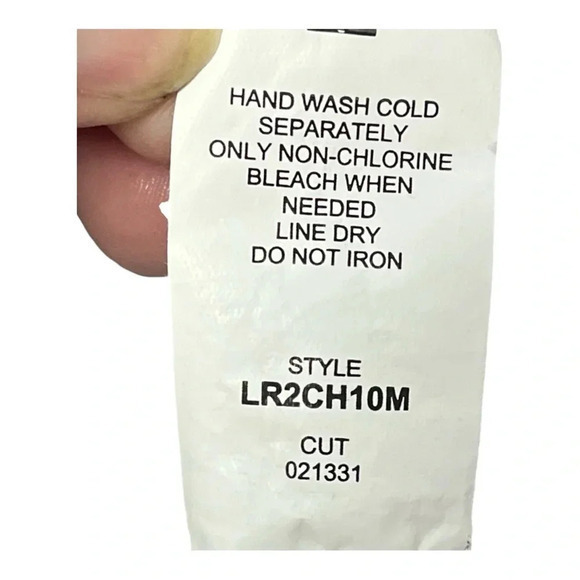 HAND WASH COLD
SEPARATELY
ONLY NON-CHLORINE
BLEACH WHEN
NEEDED
LINE DRY
DO NOT IRON
STYLE
LR2CH10M
CUT
021331